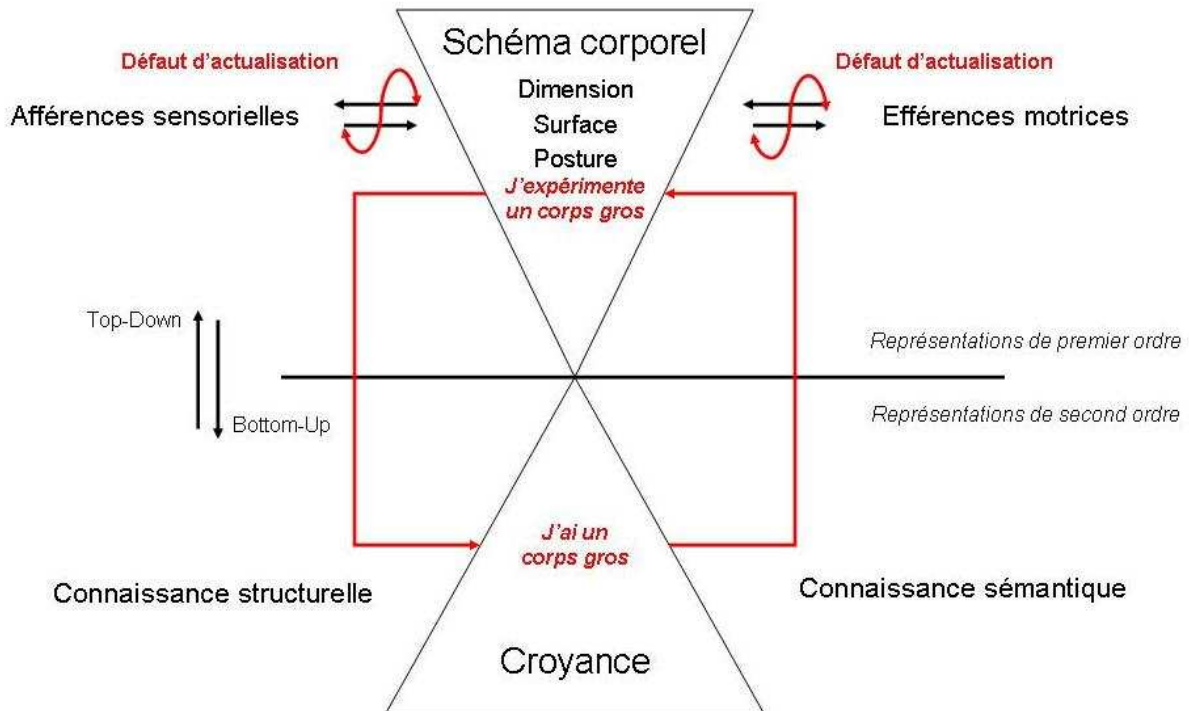 Schéma corporel
Défaut d'actualisation
Défaut d'actualisation
Afférences sensorielles
Dimension
Surface
Posture
Efférences motrices
J'expérimente
un corps gros
Top-Down
Bottom-Up
Représentations de premier ordre
Représentations de second ordre
J'ai un
corps gros
Connaissance structurelle
Connaissance sémantique
Croyance